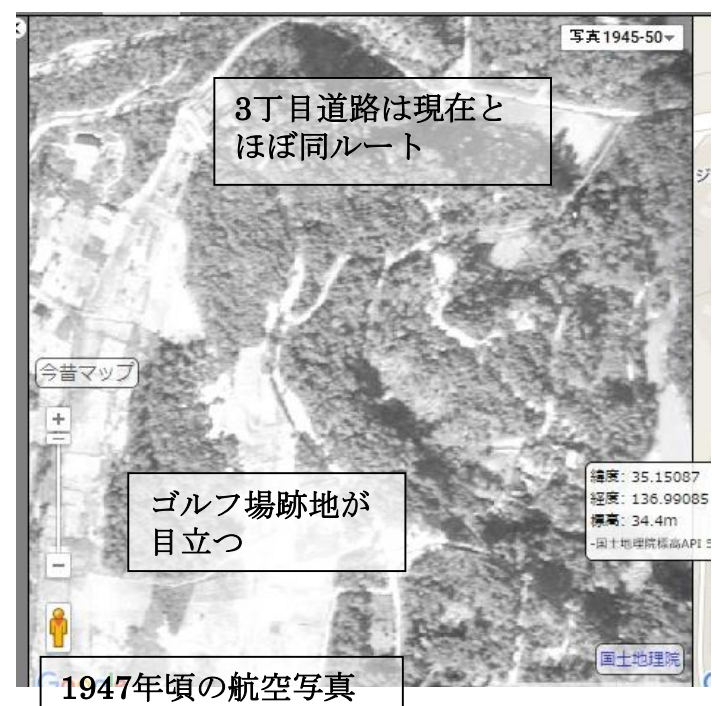 写真1945-50
3丁目道路は現在と
ほぼ同ルート
ジ
今昔マップ
ゴルフ場跡地が
目立つ
緯度: 35.15087
経度: 136.99085
標高: 34.4m
-国土地理院標高API
国土地理院
1947年頃の航空写真